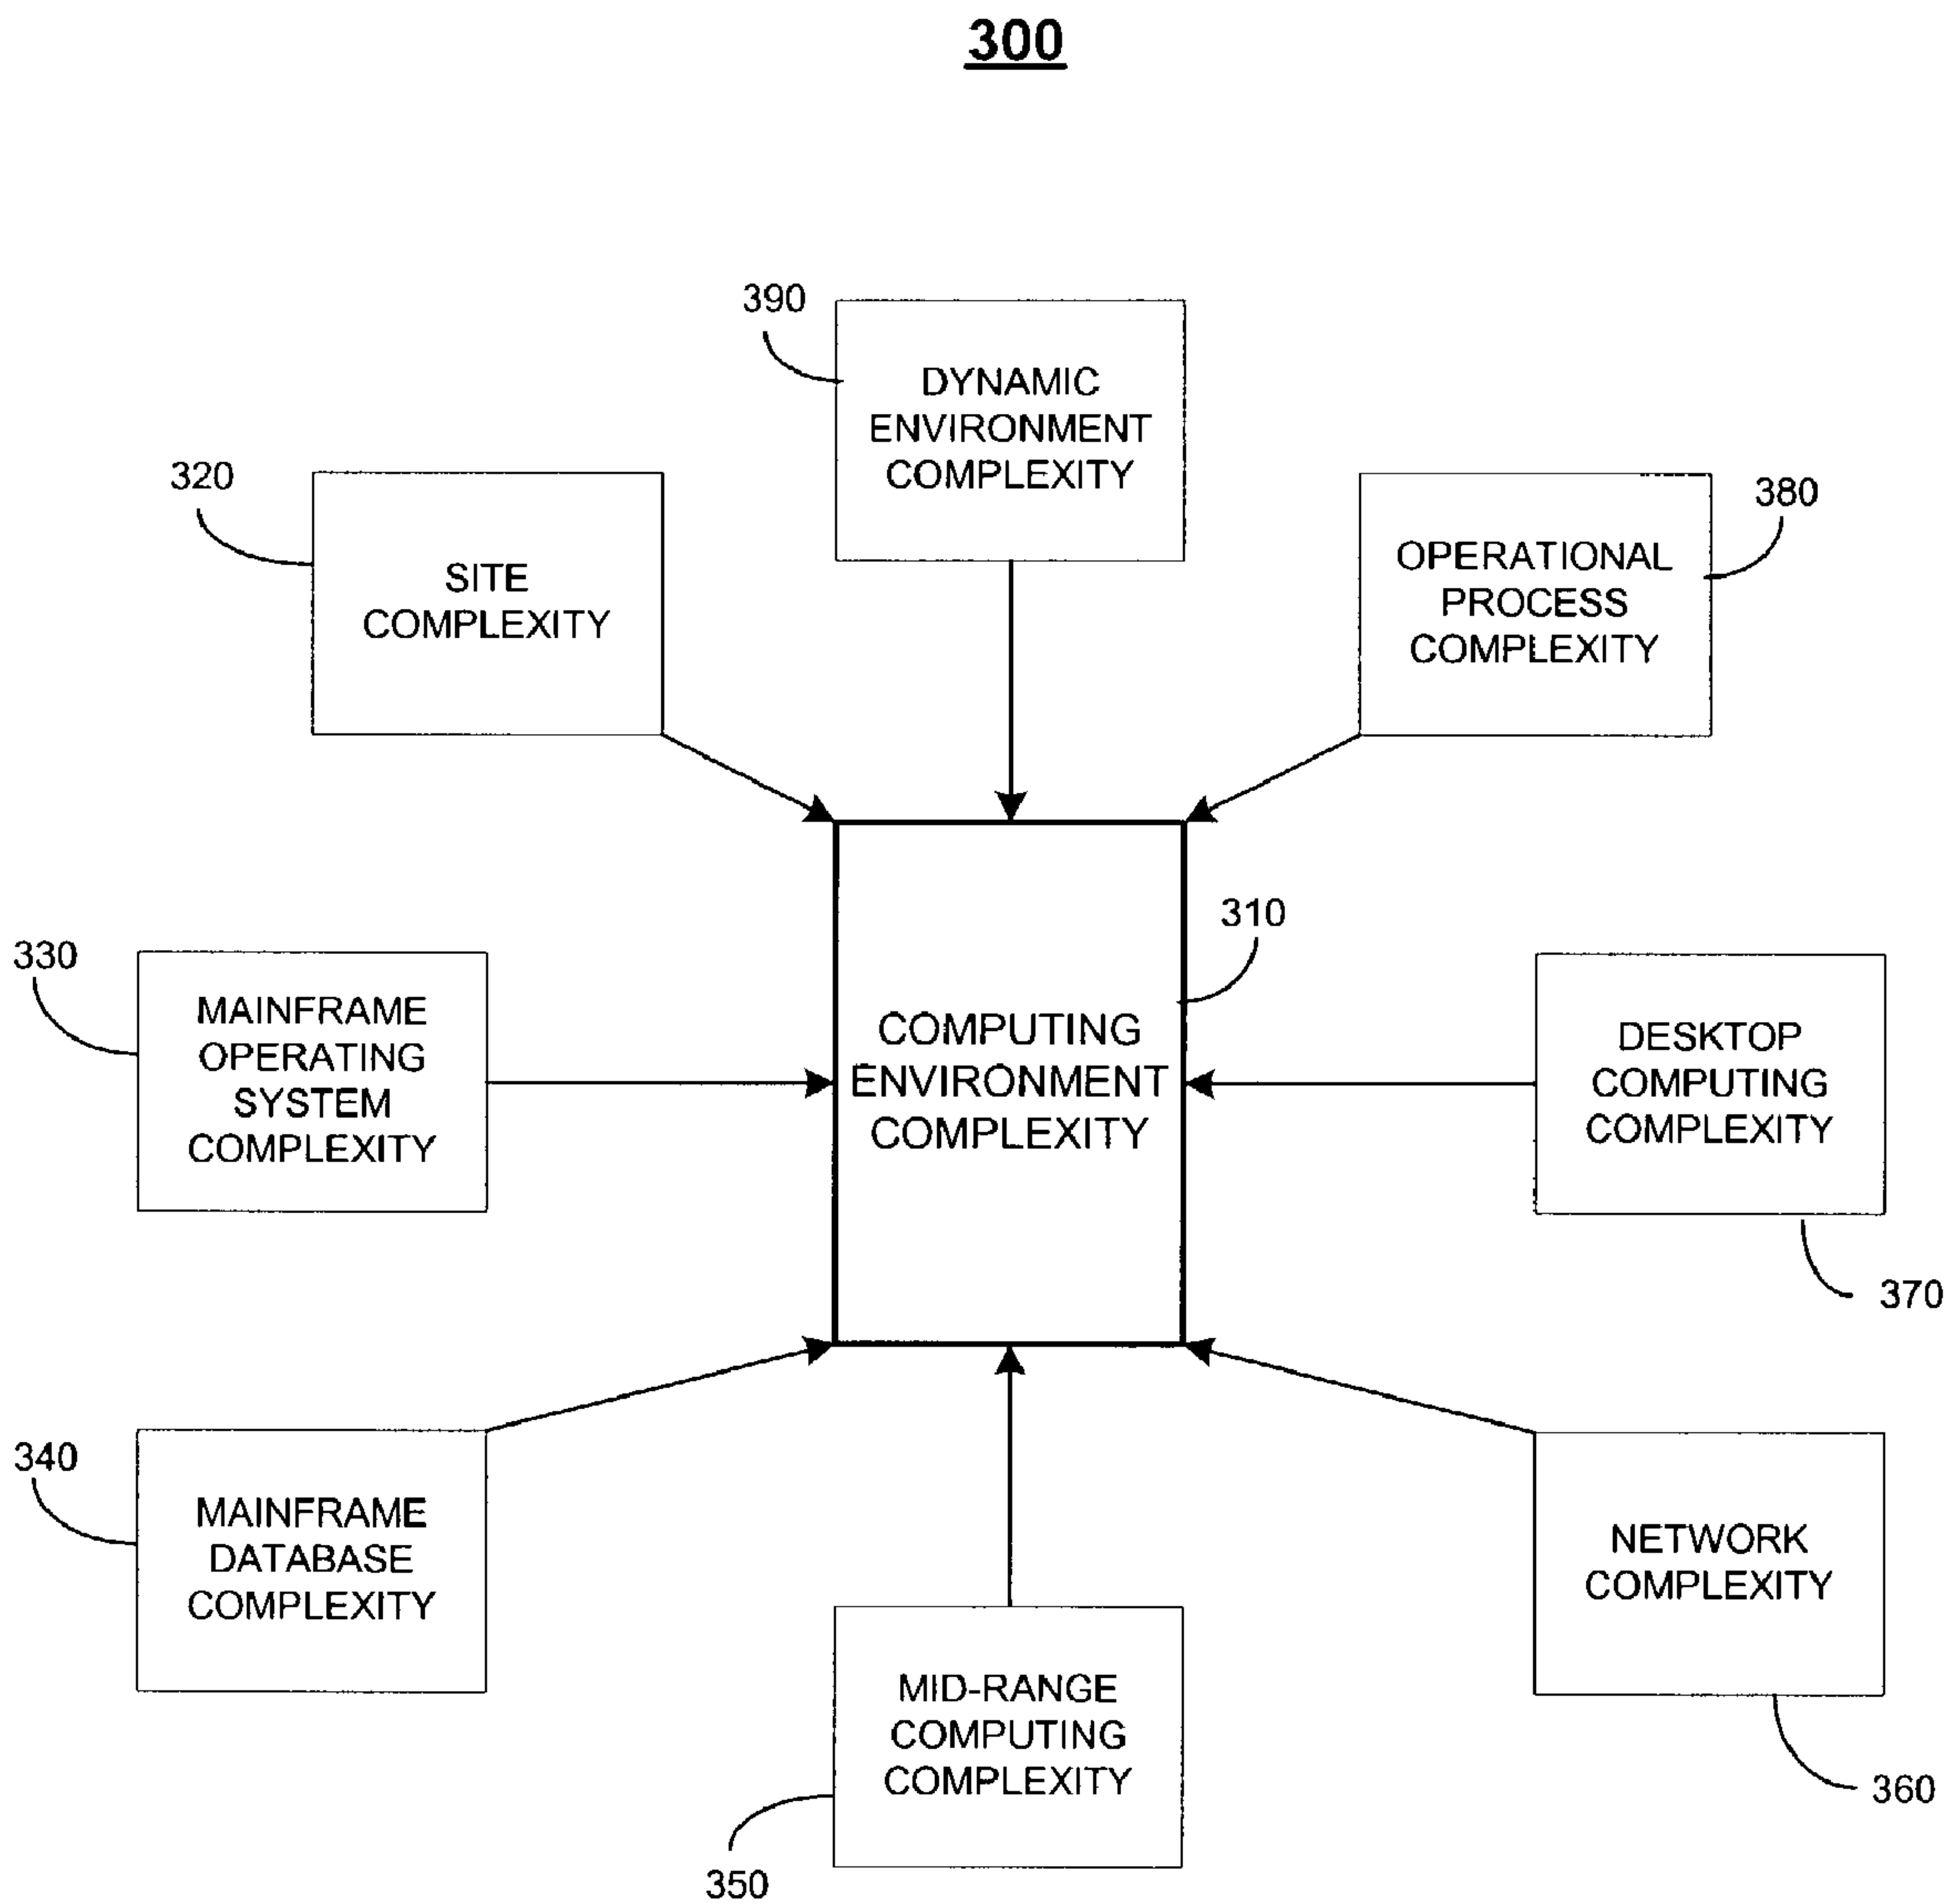 300
390
DYNAMIC
ENVIRONMENT
COMPLEXITY
320
SITE
COMPLEXITY
380
OPERATIONAL
PROCESS
COMPLEXITY
310
COMPUTING
ENVIRONMENT
COMPLEXITY
330
MAINFRAME
OPERATING
SYSTEM
COMPLEXITY
DESKTOP
COMPUTING
COMPLEXITY
370
340
MAINFRAME
DATABASE
COMPLEXITY
MID-RANGE
COMPUTING
COMPLEXITY
350
NETWORK
COMPLEXITY
360